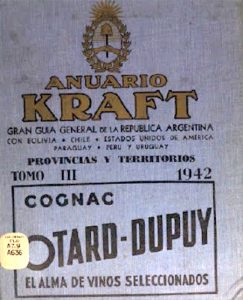 ANUARIO
KRAFT
GRAN GUIA GENERAL DE LA REPUBLICA ARGENTINA
CON BOLIVIA • CHILE • ESTADOS UNIDOS DE AMERICA
PARAGUAY • PERU Y URUGUAY
PROVINCIAS Y TERRITORIOS
TOMO III 1942
COGNAC
OTARD-DUPUY
EL ALMA DE VINOS SELECCIONADOS
A636